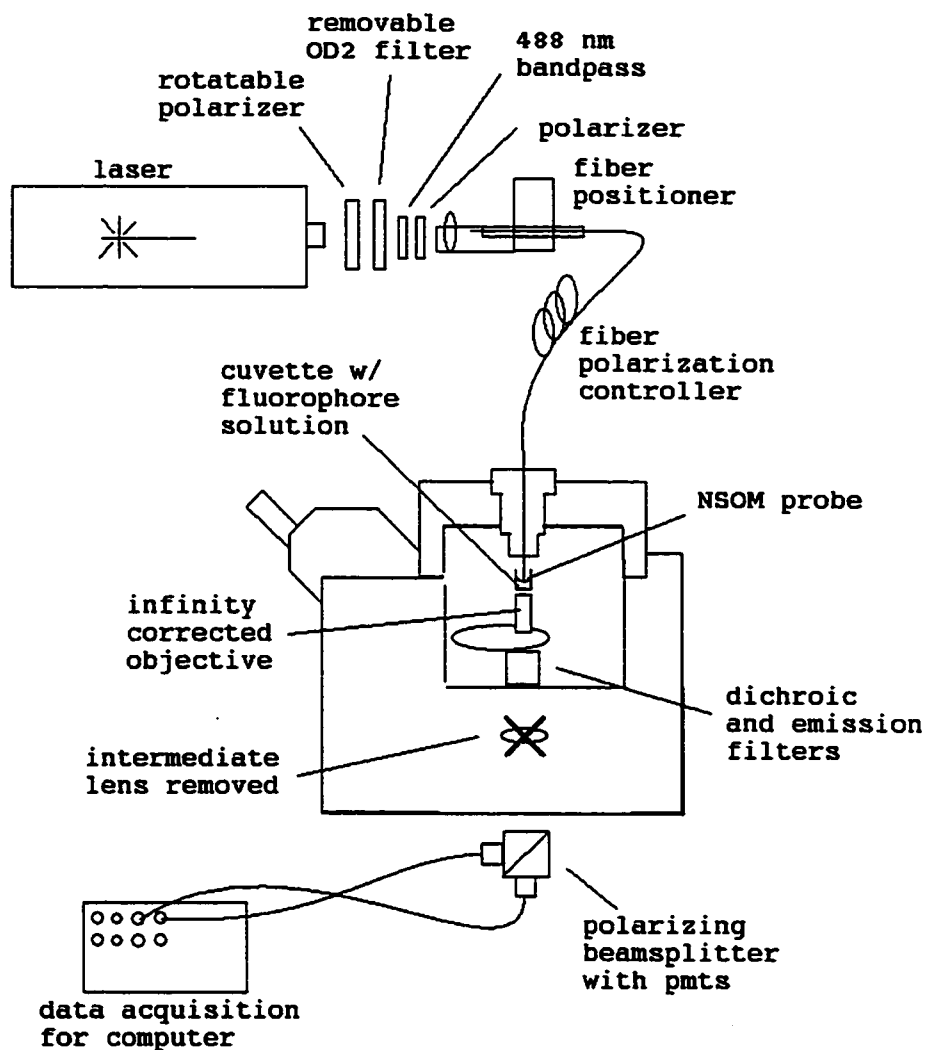 removable
OD2 filter
488 nm
bandpass
rotatable
polarizer
polarizer
laser
fiber
positioner
fiber
polarization
controller
cuvette w/
fluorophore
solution
NSOM probe
infinity
corrected
objective
dichroic
and emission
filters
intermediate
lens removed
polarizing
beamsplitter
with pmts
data acquisition
for computer